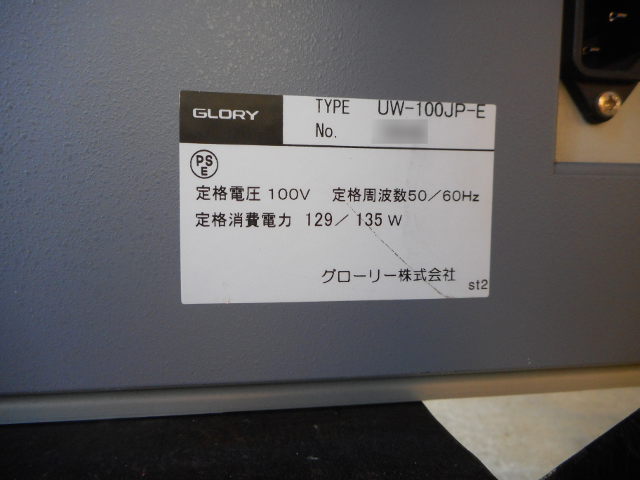 GLORY
TYPE UW-100JP-E
No.
PS
E
定格電圧 100V 定格周波数50/60Hz
定格消費電力 129/135W
グローリー株式会社
st2